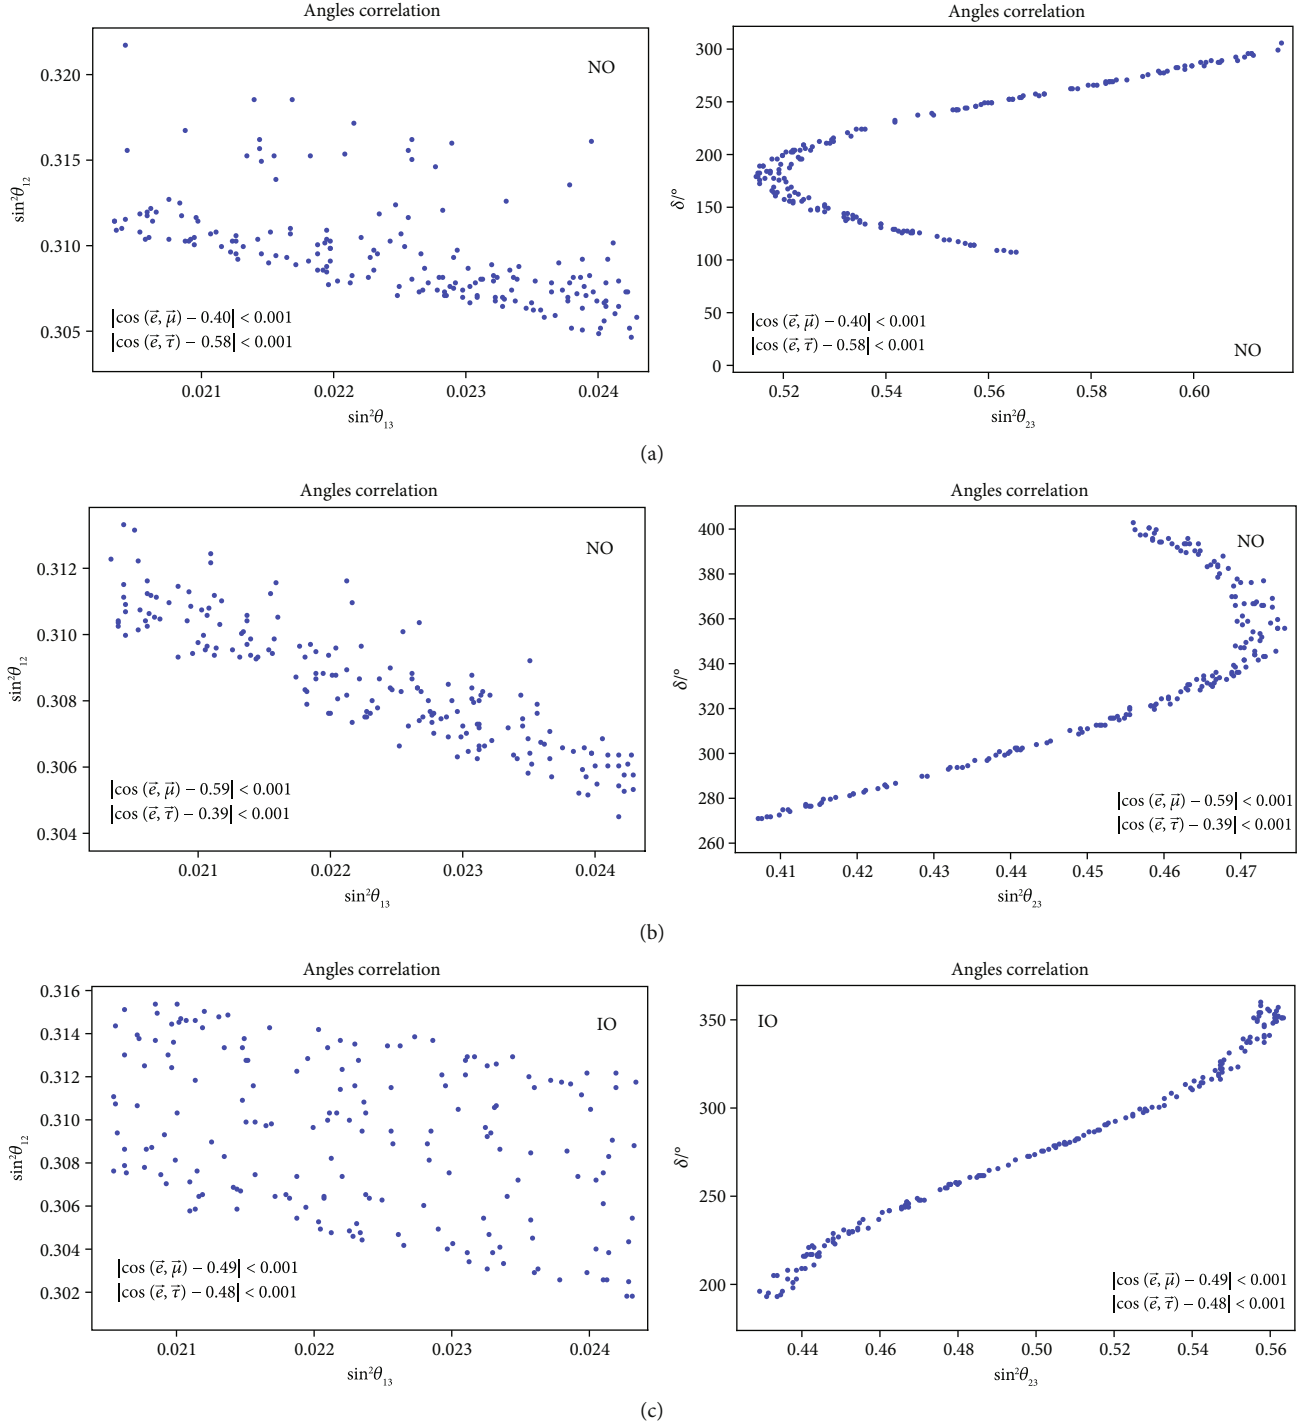 Angles correlation
NO
0.320
0.315
0.310
0.305
sin²θ₁₂
|cos (e⃗, μ⃗) − 0.40| < 0.001
|cos (e⃗, τ⃗) − 0.58| < 0.001
0.021 0.022 0.023 0.024
sin²θ₁₃
Angles correlation
300
250
200
150
100
50
0
δ/°
|cos (e⃗, μ⃗) − 0.40| < 0.001
|cos (e⃗, τ⃗) − 0.58| < 0.001
NO
0.52 0.54 0.56 0.58 0.60
sin²θ₂₃
(a)
Angles correlation
NO
0.312
0.310
0.308
0.306
0.304
sin²θ₁₂
|cos (e⃗, μ⃗) − 0.59| < 0.001
|cos (e⃗, τ⃗) − 0.39| < 0.001
0.021 0.022 0.023 0.024
sin²θ₁₃
Angles correlation
NO
400
380
360
340
320
300
280
260
δ/°
|cos (e⃗, μ⃗) − 0.59| < 0.001
|cos (e⃗, τ⃗) − 0.39| < 0.001
0.41 0.42 0.43 0.44 0.45 0.46 0.47
sin²θ₂₃
(b)
Angles correlation
IO
0.316
0.314
0.312
0.310
0.308
0.306
0.304
0.302
sin²θ₁₂
|cos (e⃗, μ⃗) − 0.49| < 0.001
|cos (e⃗, τ⃗) − 0.48| < 0.001
0.021 0.022 0.023 0.024
sin²θ₁₃
Angles correlation
IO
350
300
250
200
δ/°
|cos (e⃗, μ⃗) − 0.49| < 0.001
|cos (e⃗, τ⃗) − 0.48| < 0.001
0.44 0.46 0.48 0.50 0.52 0.54 0.56
sin²θ₂₃
(c)